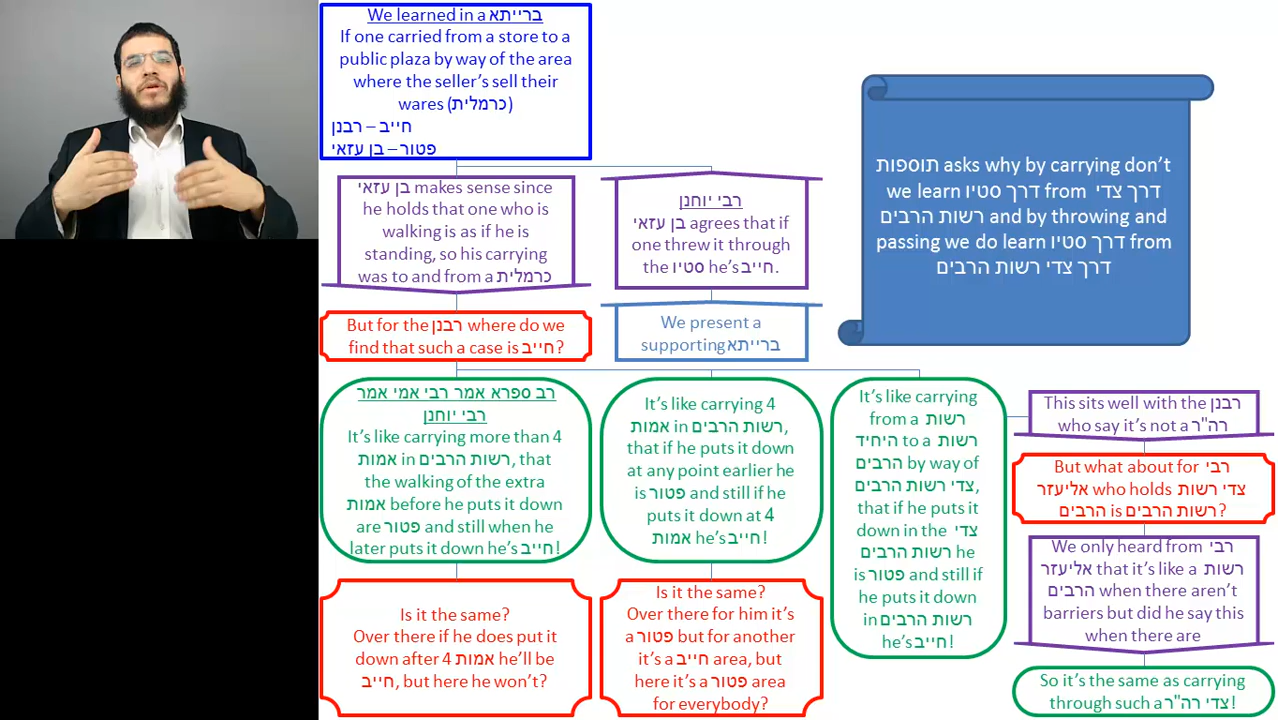 We learned in a ברייתא
If one carried from a store to a
public plaza by way of the area
where the seller's sell their
wares (כרמלית)
חייב – רבנן
פטור – בן עזאי
בן עזאי makes sense since
he holds that one who is
walking is as if he is
standing, so his carrying
was to and from a כרמלית
רבי יוחנן
בן עזאי agrees that if
one threw it through
the סטיו he's חייב.
תוספות asks why by carrying don't
we learn דרך סטיו from דרך צדי
רשות הרבים and by throwing and
passing we do learn דרך סטיו from
דרך צדי רשות הרבים
But for the רבנן where do we
find that such a case is חייב?
We present a
supporting ברייתא
רב ספרא אמר רבי אמי אמר
רבי יוחנן
It's like carrying more than 4
אמות in רשות הרבים, that
the walking of the extra
אמות before he puts it down
are פטור and still when he
later puts it down he's חייב!
It's like carrying 4
אמות in רשות הרבים,
that if he puts it down
at any point earlier he
is פטור and still if he
puts it down at 4
אמות he's חייב!
It's like carrying
from a רשות
היחיד to a רשות
הרבים by way of
צדי רשות הרבים,
that if he puts it
down in the צדי
רשות הרבים he
is פטור and still if
he puts it down
in רשות הרבים
he's חייב!
This sits well with the רבנן
who say it's not a רה"ר
But what about for רבי
אליעזר who holds צדי רשות
הרבים is רשות הרבים?
We only heard from רבי
אליעזר that it's like a רשות
הרבים when there aren't
barriers but did he say this
when there are
So it's the same as carrying
through such a צדי רה"ר!
Is it the same?
Over there if he does put it
down after 4 אמות he'll be
חייב, but here he won't?
Is it the same?
Over there for him it's
a פטור but for another
it's a חייב area, but
here it's a פטור area
for everybody?